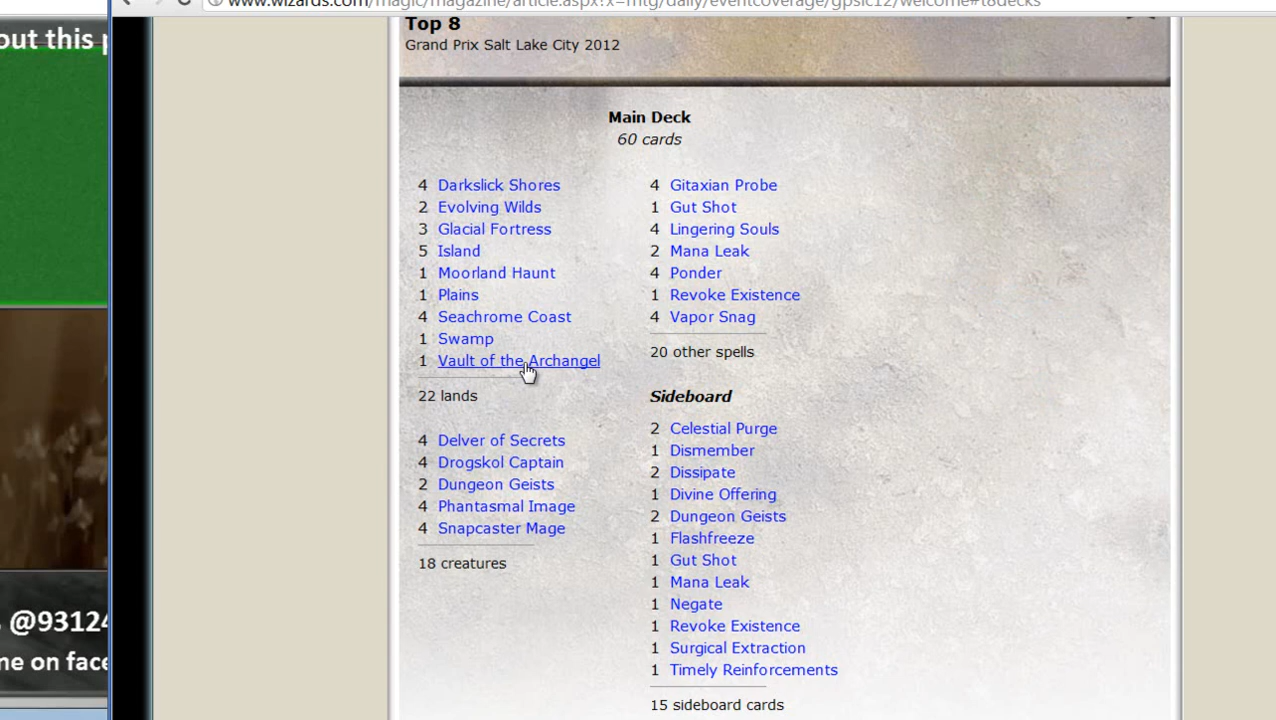 www.wizards.com/magic/magazine/article.aspx?x=mtg/daily/eventcoverage/gpslc12/welcome#t8decks
out this
Top 8
Grand Prix Salt Lake City 2012
Main Deck
60 cards
4 Darkslick Shores
2 Evolving Wilds
3 Glacial Fortress
5 Island
1 Moorland Haunt
1 Plains
4 Seachrome Coast
1 Swamp
1 Vault of the Archangel
22 lands
4 Delver of Secrets
4 Drogskol Captain
2 Dungeon Geists
4 Phantasmal Image
4 Snapcaster Mage
18 creatures
4 Gitaxian Probe
1 Gut Shot
4 Lingering Souls
2 Mana Leak
4 Ponder
1 Revoke Existence
4 Vapor Snag
20 other spells
Sideboard
2 Celestial Purge
1 Dismember
2 Dissipate
1 Divine Offering
2 Dungeon Geists
1 Flashfreeze
1 Gut Shot
1 Mana Leak
1 Negate
1 Revoke Existence
1 Surgical Extraction
1 Timely Reinforcements
15 sideboard cards
@93124
ne on face